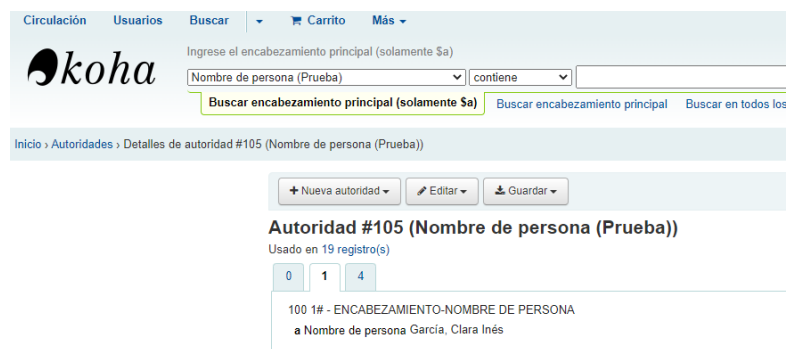 Circulación Usuarios Buscar Carrito Más
koha
Ingrese el encabezamiento principal (solamente $a)
Nombre de persona (Prueba) contiene
Buscar encabezamiento principal (solamente $a) Buscar encabezamiento principal Buscar en todos los
Inicio › Autoridades › Detalles de autoridad #105 (Nombre de persona (Prueba))
+ Nueva autoridad Editar Guardar
Autoridad #105 (Nombre de persona (Prueba))
Usado en 19 registro(s)
0 1 4
100 1# - ENCABEZAMIENTO-NOMBRE DE PERSONA
a Nombre de persona García, Clara Inés